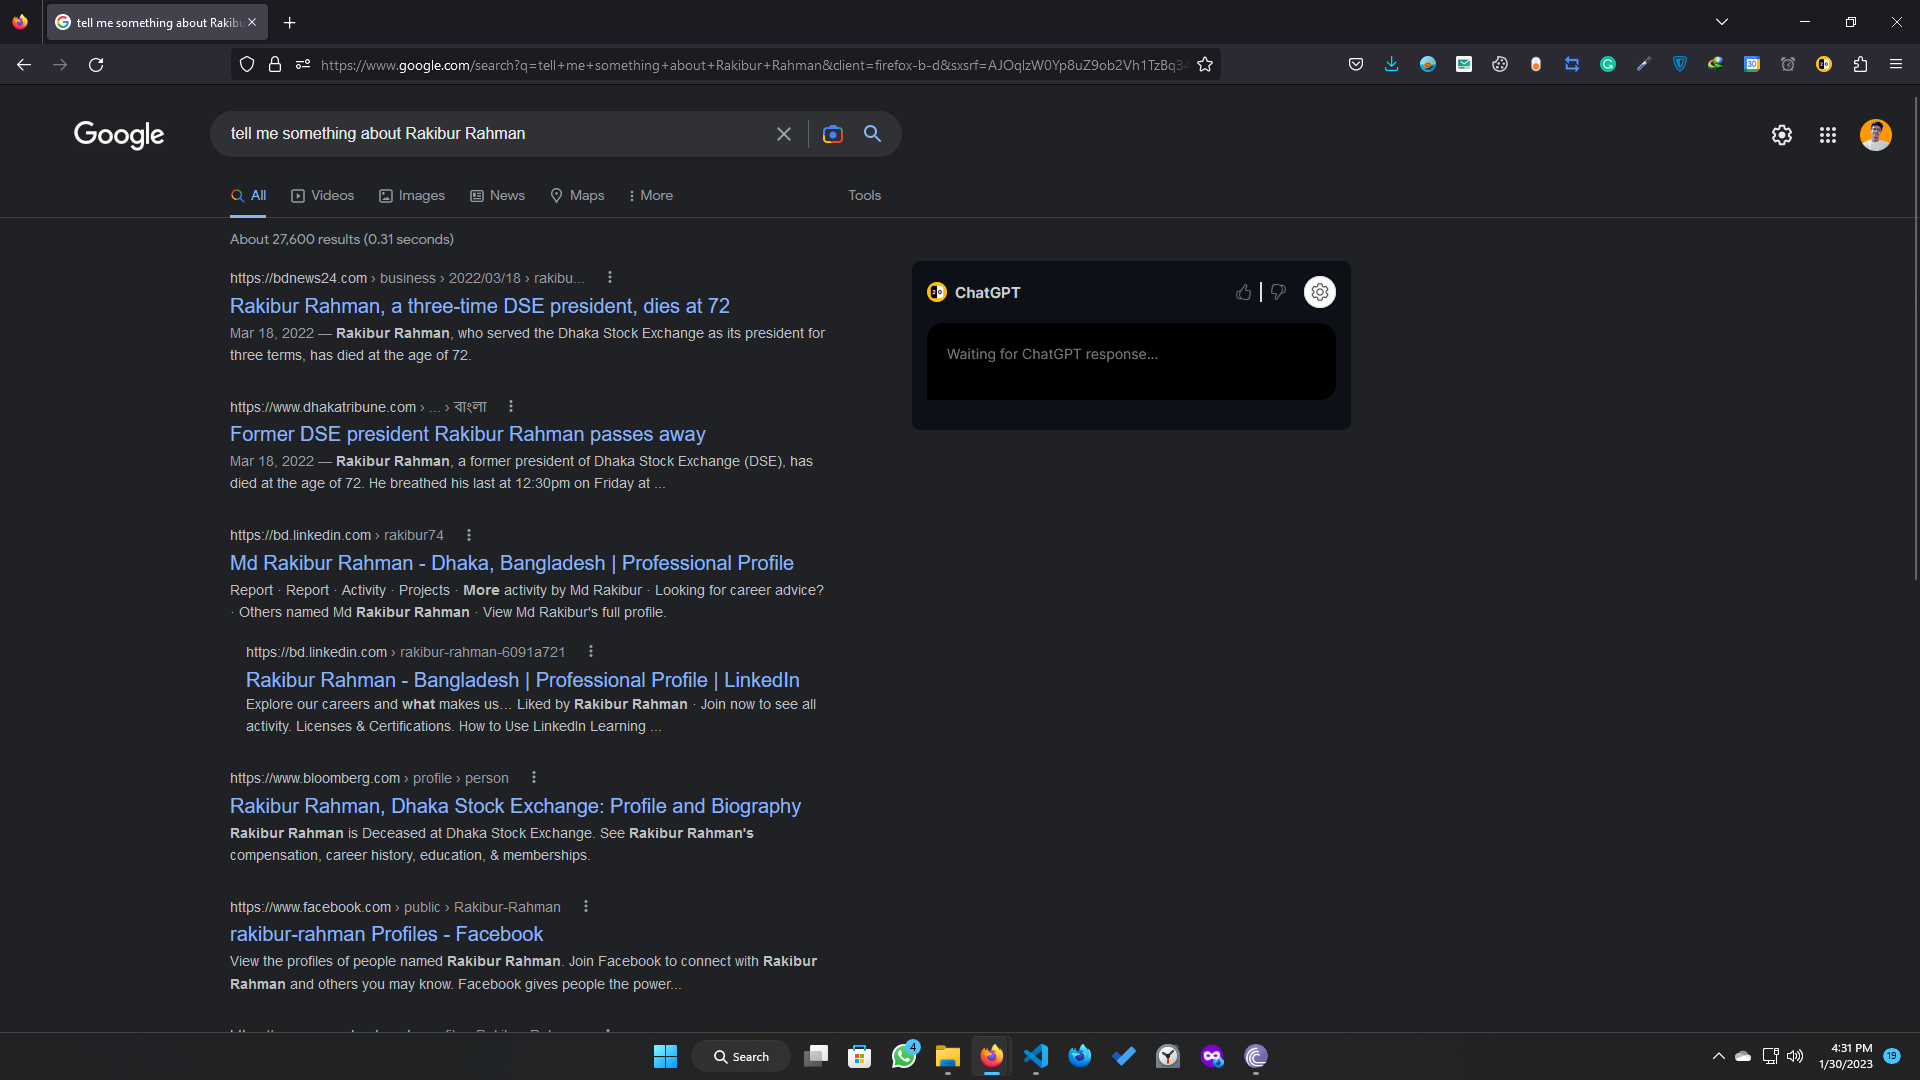 tell me something about Rakibu
https://www.google.com/search?q=tell+me+something+about+Rakibur+Rahman&client=firefox-b-d&sxsrf=AJOqlzW0Yp8uZ9ob2Vh1TzBq3
Google
tell me something about Rakibur Rahman
All Videos Images News Maps More Tools
About 27,600 results (0.31 seconds)
https://bdnews24.com › business › 2022/03/18 › rakibu...
Rakibur Rahman, a three-time DSE president, dies at 72
Mar 18, 2022 — Rakibur Rahman, who served the Dhaka Stock Exchange as its president for
three terms, has died at the age of 72.
https://www.dhakatribune.com › ... › বাংলা
Former DSE president Rakibur Rahman passes away
Mar 18, 2022 — Rakibur Rahman, a former president of Dhaka Stock Exchange (DSE), has
died at the age of 72. He breathed his last at 12:30pm on Friday at ...
https://bd.linkedin.com › rakibur74
Md Rakibur Rahman - Dhaka, Bangladesh | Professional Profile
Report · Report · Activity · Projects · More activity by Md Rakibur · Looking for career advice?
· Others named Md Rakibur Rahman · View Md Rakibur's full profile.
https://bd.linkedin.com › rakibur-rahman-6091a721
Rakibur Rahman - Bangladesh | Professional Profile | LinkedIn
Explore our careers and what makes us… Liked by Rakibur Rahman · Join now to see all
activity. Licenses & Certifications. How to Use LinkedIn Learning ...
https://www.bloomberg.com › profile › person
Rakibur Rahman, Dhaka Stock Exchange: Profile and Biography
Rakibur Rahman is Deceased at Dhaka Stock Exchange. See Rakibur Rahman's
compensation, career history, education, & memberships.
https://www.facebook.com › public › Rakibur-Rahman
rakibur-rahman Profiles - Facebook
View the profiles of people named Rakibur Rahman. Join Facebook to connect with Rakibur
Rahman and others you may know. Facebook gives people the power...
ChatGPT
Waiting for ChatGPT response...
Search
4
4:31 PM
1/30/2023
19